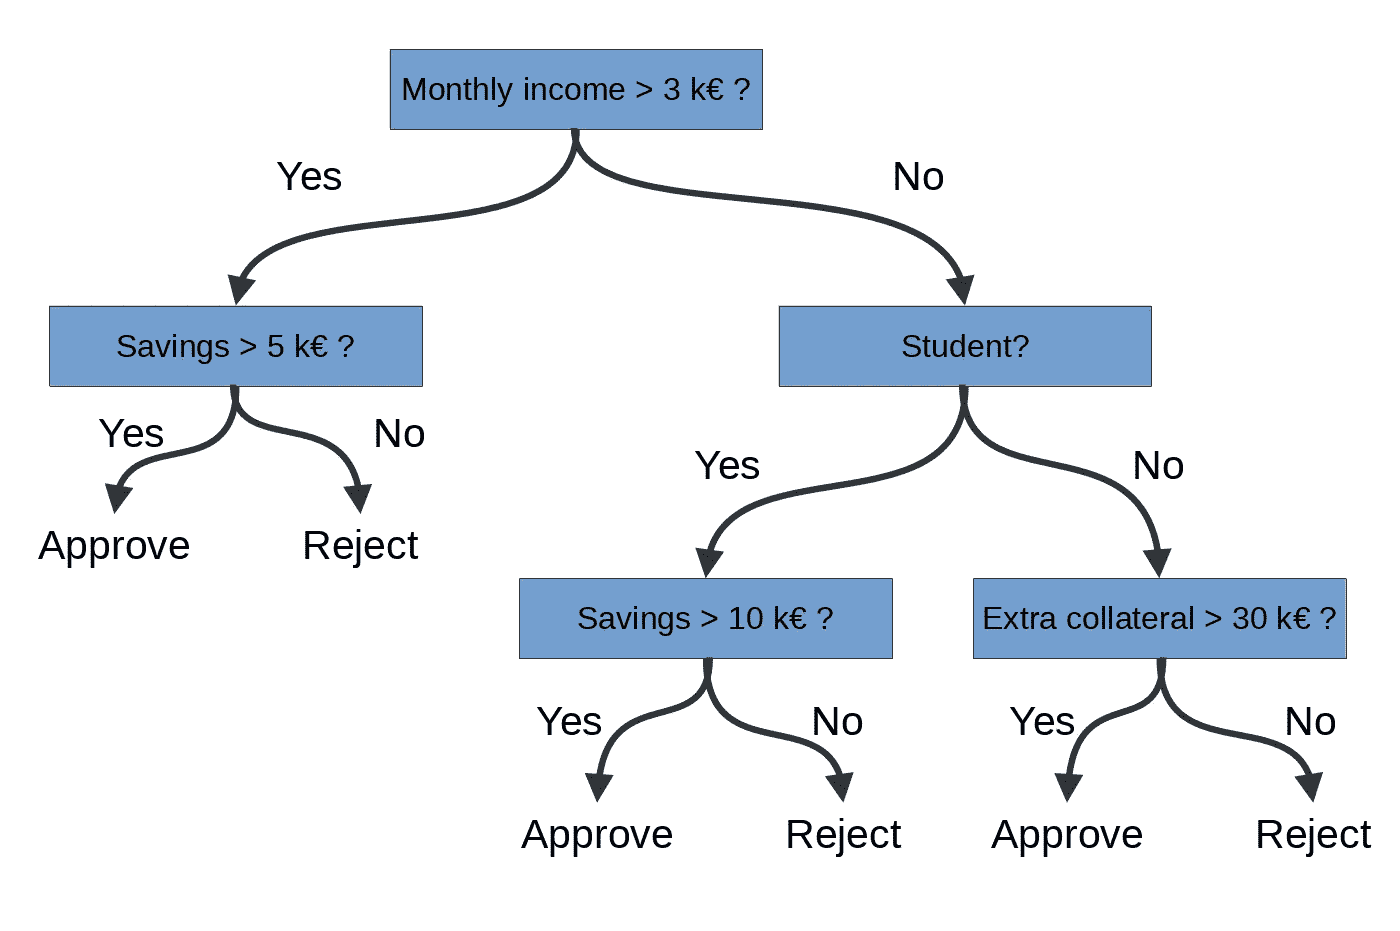 Monthly income > 3 k€ ?
Yes
No
Savings > 5 k€ ?
Student?
Yes
No
Yes
No
Approve
Reject
Savings > 10 k€ ?
Extra collateral > 30 k€ ?
Yes
No
Yes
No
Approve
Reject
Approve
Reject